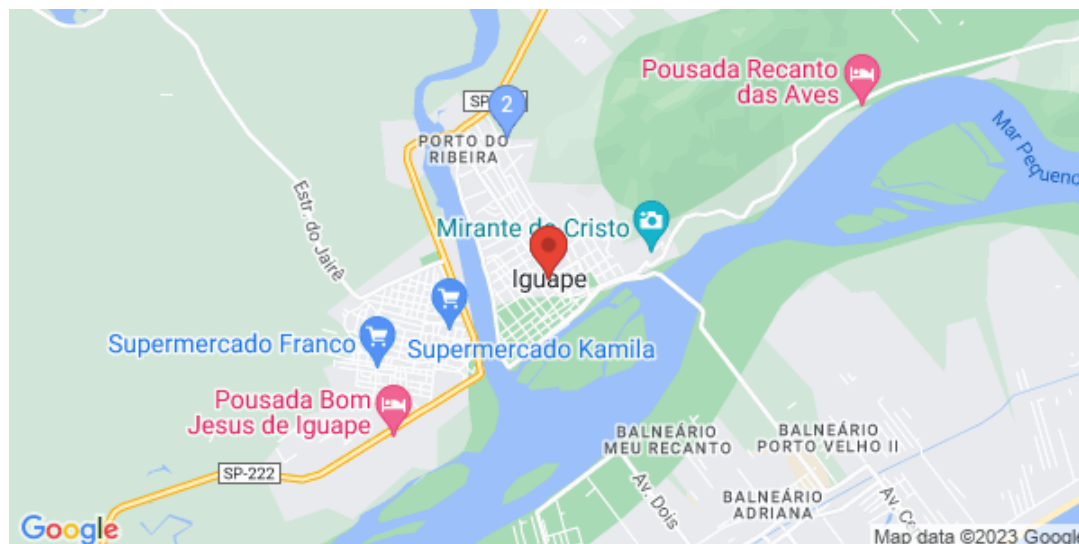 Pousada Recanto
das Aves
Mar Pequeno
SP-
2
PORTO DO
RIBEIRA
Estr. do Jairê
Mirante do Cristo
Iguape
Supermercado Franco
Supermercado Kamila
Pousada Bom
Jesus de Iguape
SP-222
BALNEÁRIO
MEU RECANTO
BALNEÁRIO
PORTO VELHO II
Av. Dois
BALNEÁRIO
ADRIANA
Av.
Google
Map data ©2023 Google